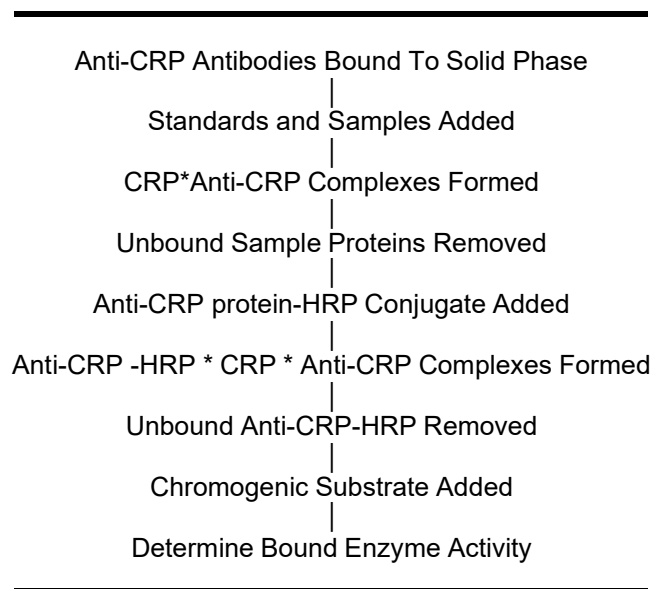 Anti-CRP Antibodies Bound To Solid Phase
Standards and Samples Added
CRP*Anti-CRP Complexes Formed
Unbound Sample Proteins Removed
Anti-CRP protein-HRP Conjugate Added
Anti-CRP -HRP * CRP * Anti-CRP Complexes Formed
Unbound Anti-CRP-HRP Removed
Chromogenic Substrate Added
Determine Bound Enzyme Activity